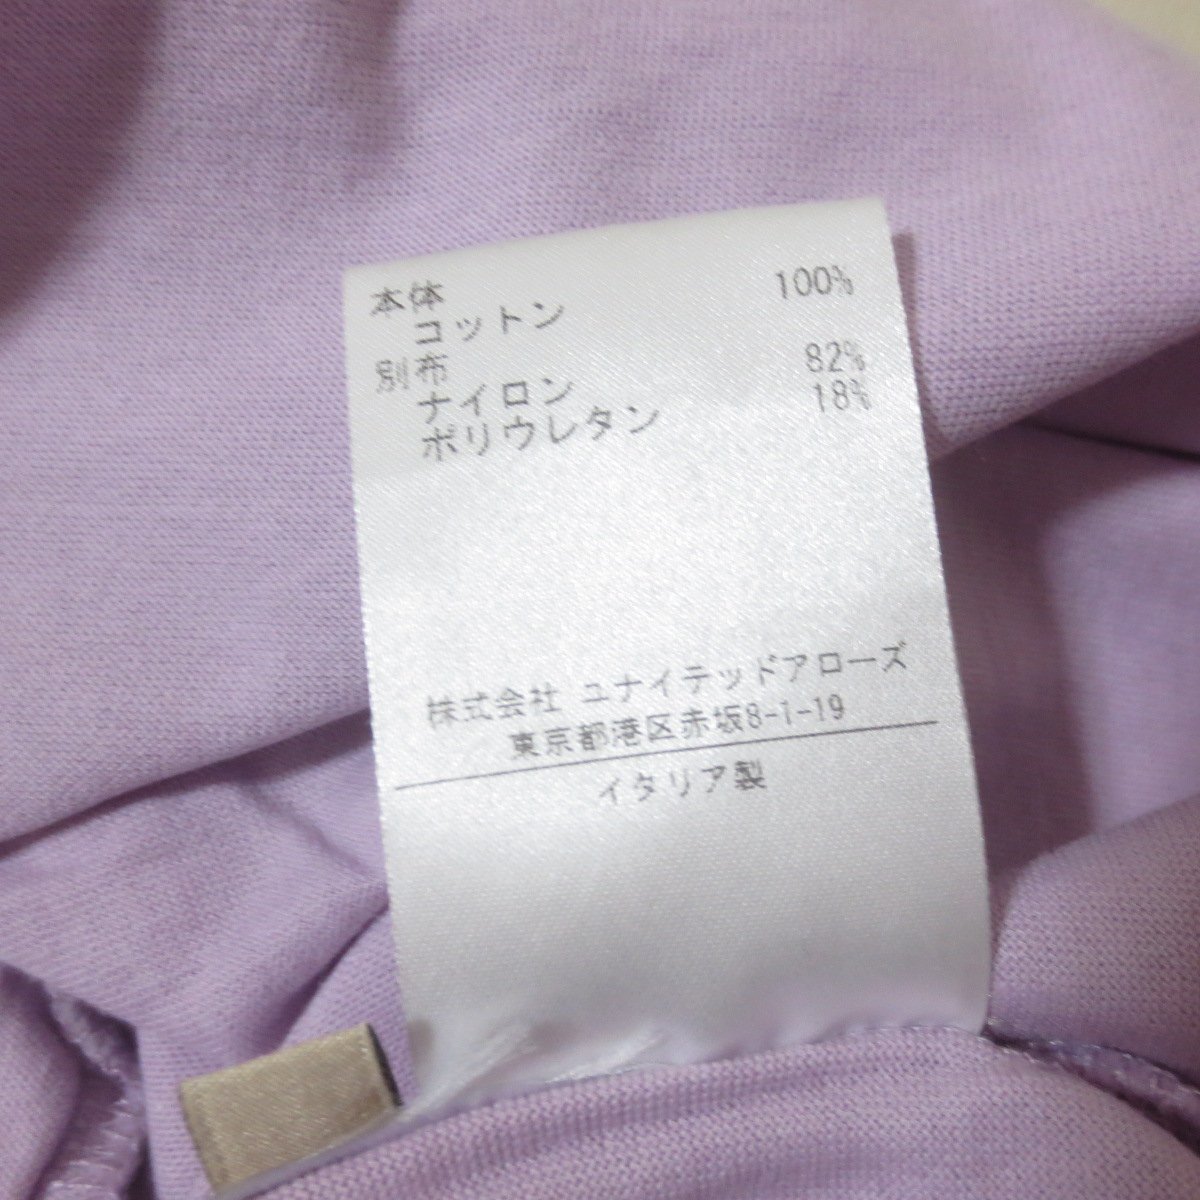 本体
コットン 100%
別布
ナイロン 82%
ポリウレタン 18%
株式会社 ユナイテッドアローズ
東京都港区赤坂8-1-19
イタリア製